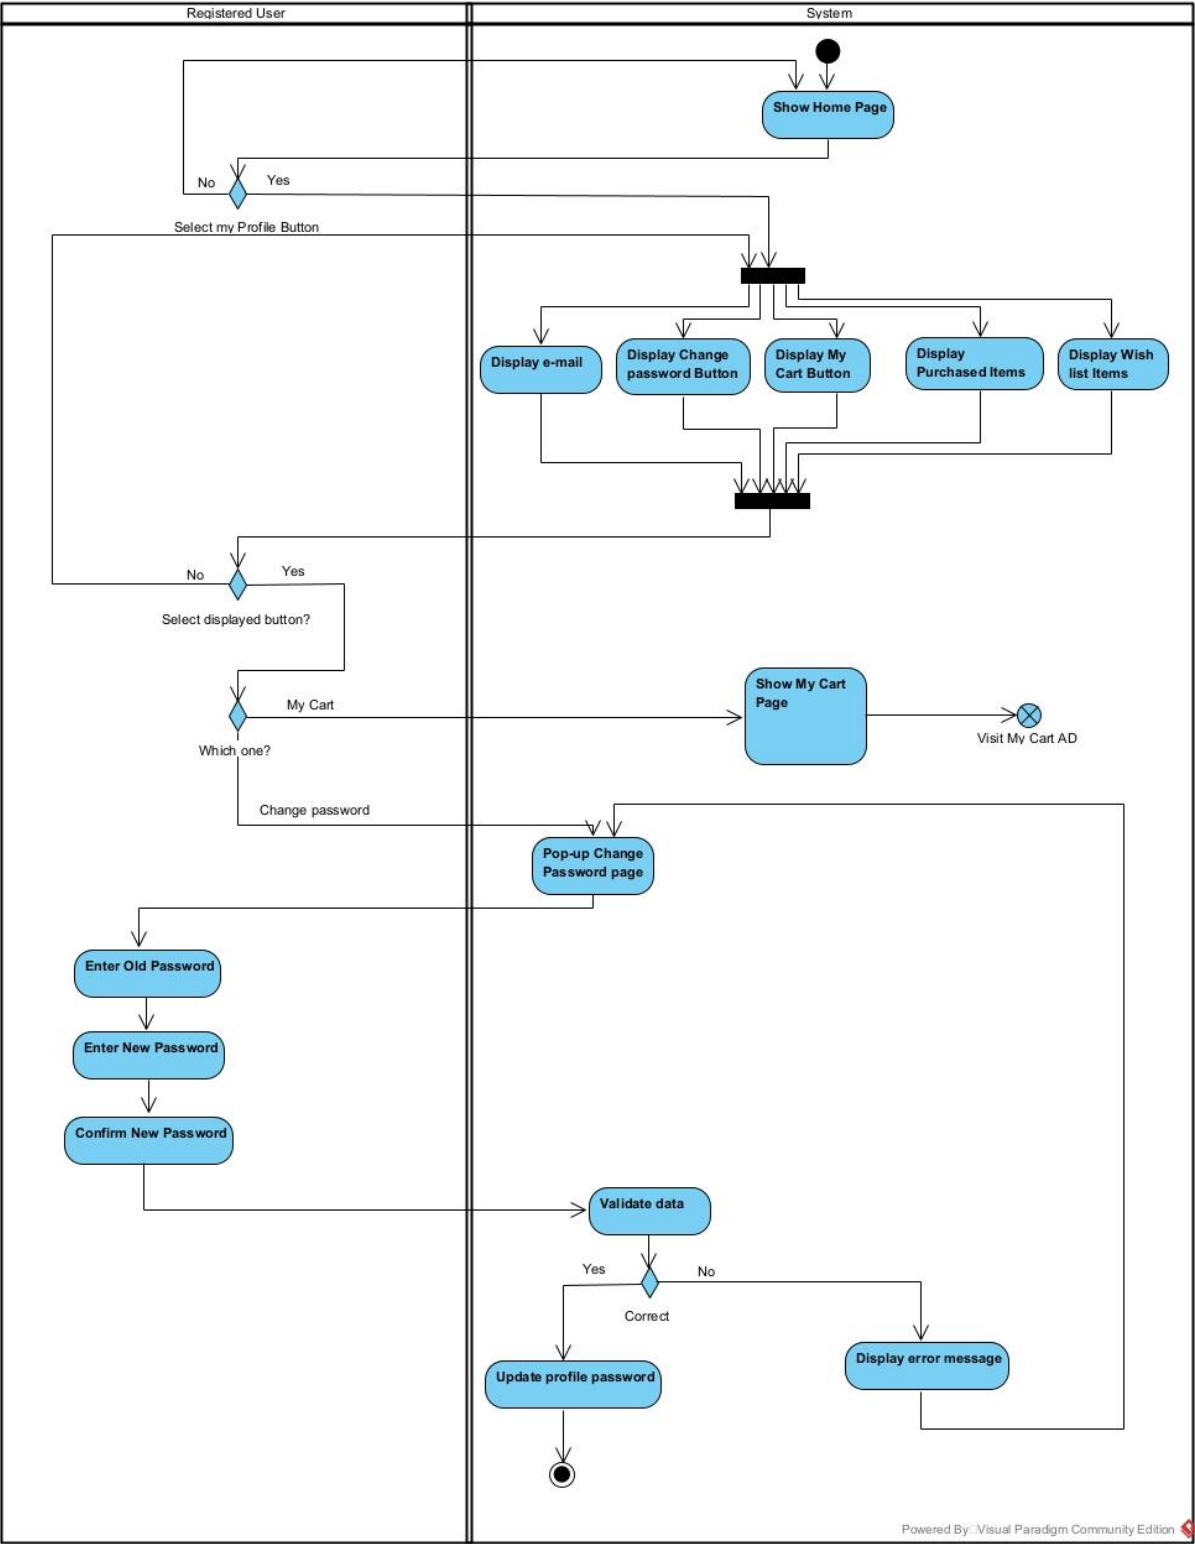 Registered User
System
Show Home Page
No
Yes
Select my Profile Button
Display e-mail
Display Change
password Button
Display My
Cart Button
Display
Purchased Items
Display Wish
list Items
No
Yes
Select displayed button?
My Cart
Which one?
Show My Cart
Page
Visit My Cart AD
Change password
Pop-up Change
Password page
Enter Old Password
Enter New Password
Confirm New Password
Validate data
Yes
No
Correct
Update profile password
Display error message
Powered By Visual Paradigm Community Edition